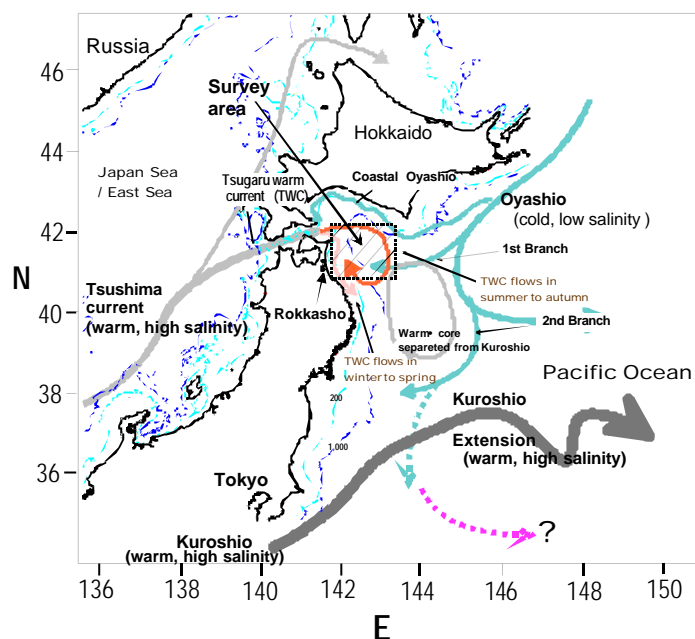 46
44
42
40
38
36
N
Russia
Survey
area
Hokkaido
Japan Sea
/ East Sea
Tsugaru warm
current (TWC)
Coastal Oyashio
Oyashio
(cold, low salinity )
1st Branch
TWC flows in
summer to autumn
Tsushima
current
(warm, high salinity)
Rokkasho
2nd Branch
Warm core
separeted from Kuroshio
TWC flows in
winter to spring
Pacific Ocean
200
Kuroshio
Extension
(warm, high salinity)
1,000
Tokyo
Kuroshio
(warm, high salinity)
?
136
138
140
142
144
146
148
150
E